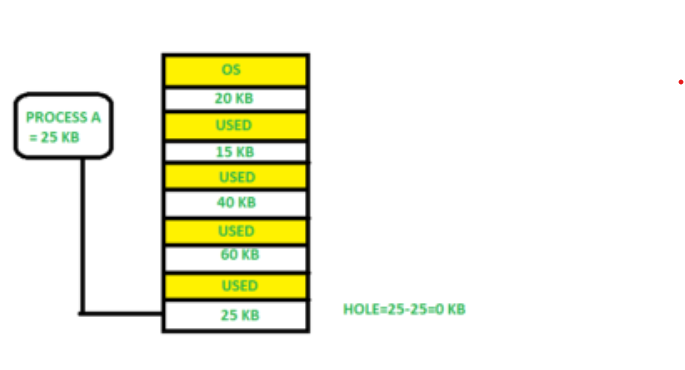 OS
20 KB
PROCESS A
= 25 KB
USED
15 KB
USED
40 KB
USED
60 KB
USED
25 KB
HOLE=25-25=0 KB